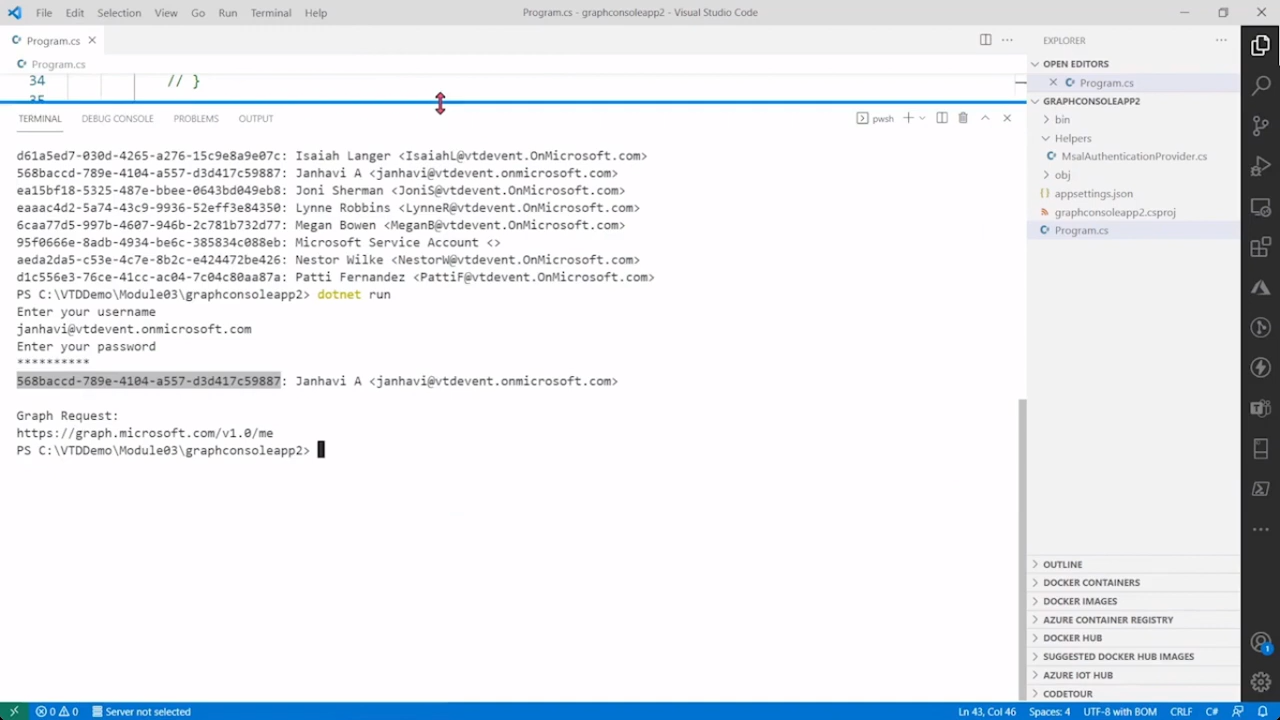 File Edit Selection View Go Run Terminal Help
Program.cs - graphconsoleapp2 - Visual Studio Code
Program.cs
Program.cs
34 // }
35
TERMINAL DEBUG CONSOLE PROBLEMS OUTPUT
pwsh
d61a5ed7-030d-4265-a276-15c9e8a9e07c: Isaiah Langer <IsaiahL@vtdevent.OnMicrosoft.com>
568baccd-789e-4104-a557-d3d417c59887: Janhavi A <janhavi@vtdevent.onmicrosoft.com>
ea15bf18-5325-487e-bbee-0643bd049eb8: Joni Sherman <JoniS@vtdevent.OnMicrosoft.com>
eaaac4d2-5a74-43c9-9936-52eff3e84350: Lynne Robbins <LynneR@vtdevent.OnMicrosoft.com>
6caa77d5-997b-4607-946b-2c781b732d77: Megan Bowen <MeganB@vtdevent.OnMicrosoft.com>
95f0666e-8adb-4934-be6c-385834c088eb: Microsoft Service Account <>
aeda2da5-c53e-4c7e-8b2c-e424472be426: Nestor Wilke <NestorW@vtdevent.OnMicrosoft.com>
d1c556e3-76ce-41cc-ac04-7c04c80aa87a: Patti Fernandez <PattiF@vtdevent.OnMicrosoft.com>
PS C:\VTDDemo\Module03\graphconsoleapp2> dotnet run
Enter your username
janhavi@vtdevent.onmicrosoft.com
Enter your password
**********
568baccd-789e-4104-a557-d3d417c59887: Janhavi A <janhavi@vtdevent.onmicrosoft.com>
Graph Request:
https://graph.microsoft.com/v1.0/me
PS C:\VTDDemo\Module03\graphconsoleapp2>
EXPLORER
OPEN EDITORS
Program.cs
GRAPHCONSOLEAPP2
bin
Helpers
MsalAuthenticationProvider.cs
obj
appsettings.json
graphconsoleapp2.csproj
Program.cs
OUTLINE
DOCKER CONTAINERS
DOCKER IMAGES
AZURE CONTAINER REGISTRY
DOCKER HUB
SUGGESTED DOCKER HUB IMAGES
AZURE IOT HUB
CODETOUR
1
0 0 Server not selected
Ln 43, Col 46 Spaces: 4 UTF-8 with BOM CRLF C#